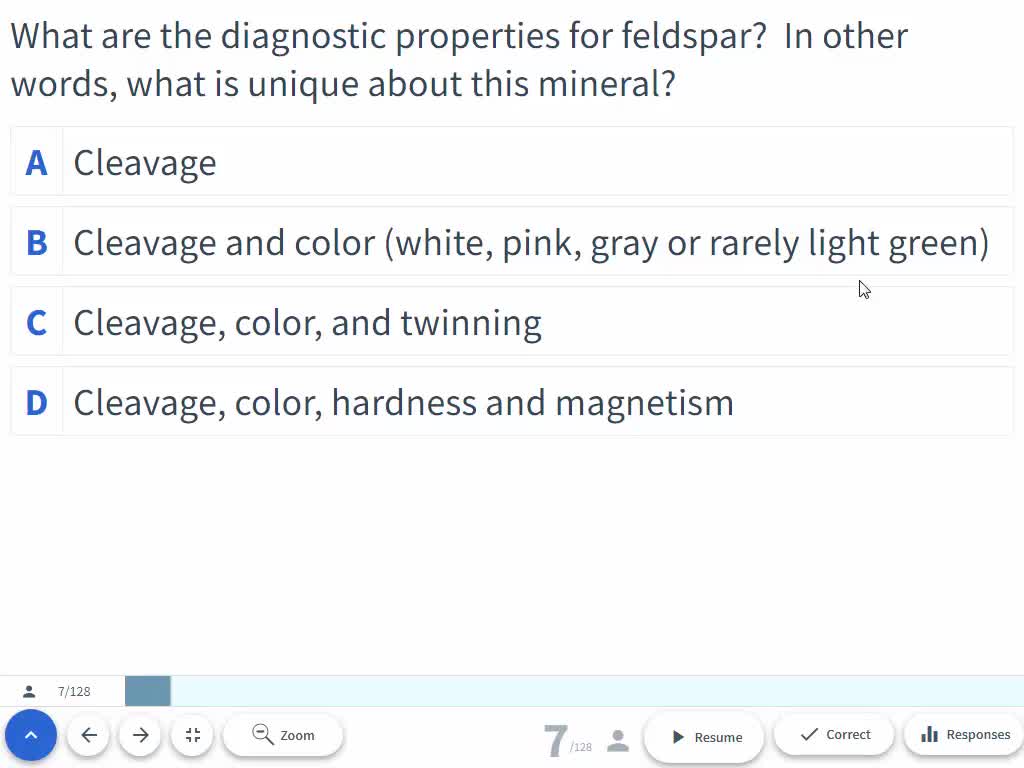 What are the diagnostic properties for feldspar?  In other
words, what is unique about this mineral?
A Cleavage
B Cleavage and color (white, pink, gray or rarely light green)
C Cleavage, color, and twinning
D Cleavage, color, hardness and magnetism
7/128
Zoom
7/128
Resume
Correct
Responses